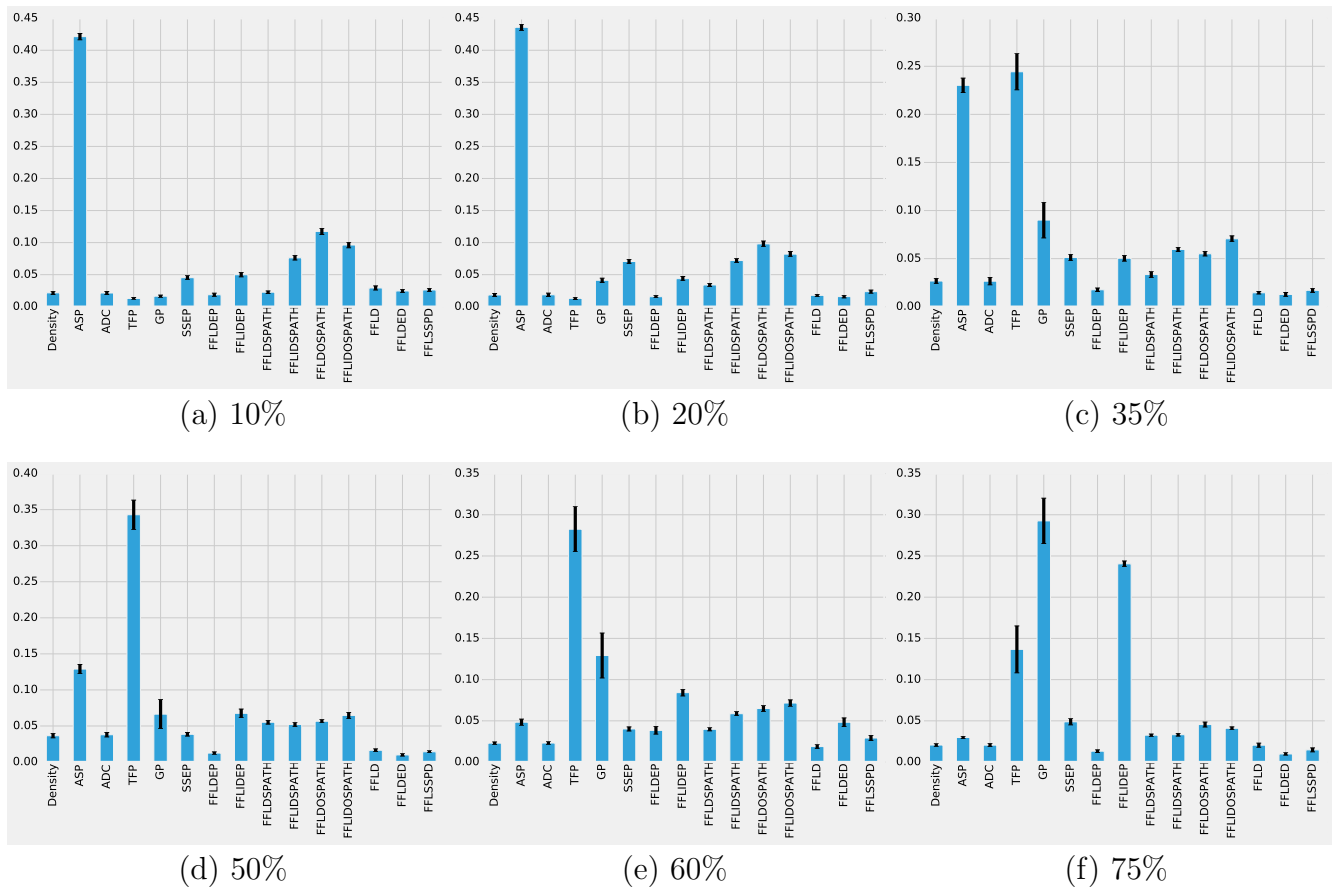 0.45
0.40
0.35
0.30
0.25
0.20
0.15
0.10
0.05
0.00
Density
ASP
ADC
TFP
GP
SSEP
FFLDEP
FFLIDEP
FFLDSPATH
FFLIDSPATH
FFLDOSPATH
FFLIDOSPATH
FFLD
FFLDED
FFLSSPD
(a) 10%
0.45
0.40
0.35
0.30
0.25
0.20
0.15
0.10
0.05
0.00
Density
ASP
ADC
TFP
GP
SSEP
FFLDEP
FFLIDEP
FFLDSPATH
FFLIDSPATH
FFLDOSPATH
FFLIDOSPATH
FFLD
FFLDED
FFLSSPD
(b) 20%
0.30
0.25
0.20
0.15
0.10
0.05
0.00
Density
ASP
ADC
TFP
GP
SSEP
FFLDEP
FFLIDEP
FFLDSPATH
FFLIDSPATH
FFLDOSPATH
FFLIDOSPATH
FFLD
FFLDED
FFLSSPD
(c) 35%
0.40
0.35
0.30
0.25
0.20
0.15
0.10
0.05
0.00
Density
ASP
ADC
TFP
GP
SSEP
FFLDEP
FFLIDEP
FFLDSPATH
FFLIDSPATH
FFLDOSPATH
FFLIDOSPATH
FFLD
FFLDED
FFLSSPD
(d) 50%
0.35
0.30
0.25
0.20
0.15
0.10
0.05
0.00
Density
ASP
ADC
TFP
GP
SSEP
FFLDEP
FFLIDEP
FFLDSPATH
FFLIDSPATH
FFLDOSPATH
FFLIDOSPATH
FFLD
FFLDED
FFLSSPD
(e) 60%
0.35
0.30
0.25
0.20
0.15
0.10
0.05
0.00
Density
ASP
ADC
TFP
GP
SSEP
FFLDEP
FFLIDEP
FFLDSPATH
FFLIDSPATH
FFLDOSPATH
FFLIDOSPATH
FFLD
FFLDED
FFLSSPD
(f) 75%